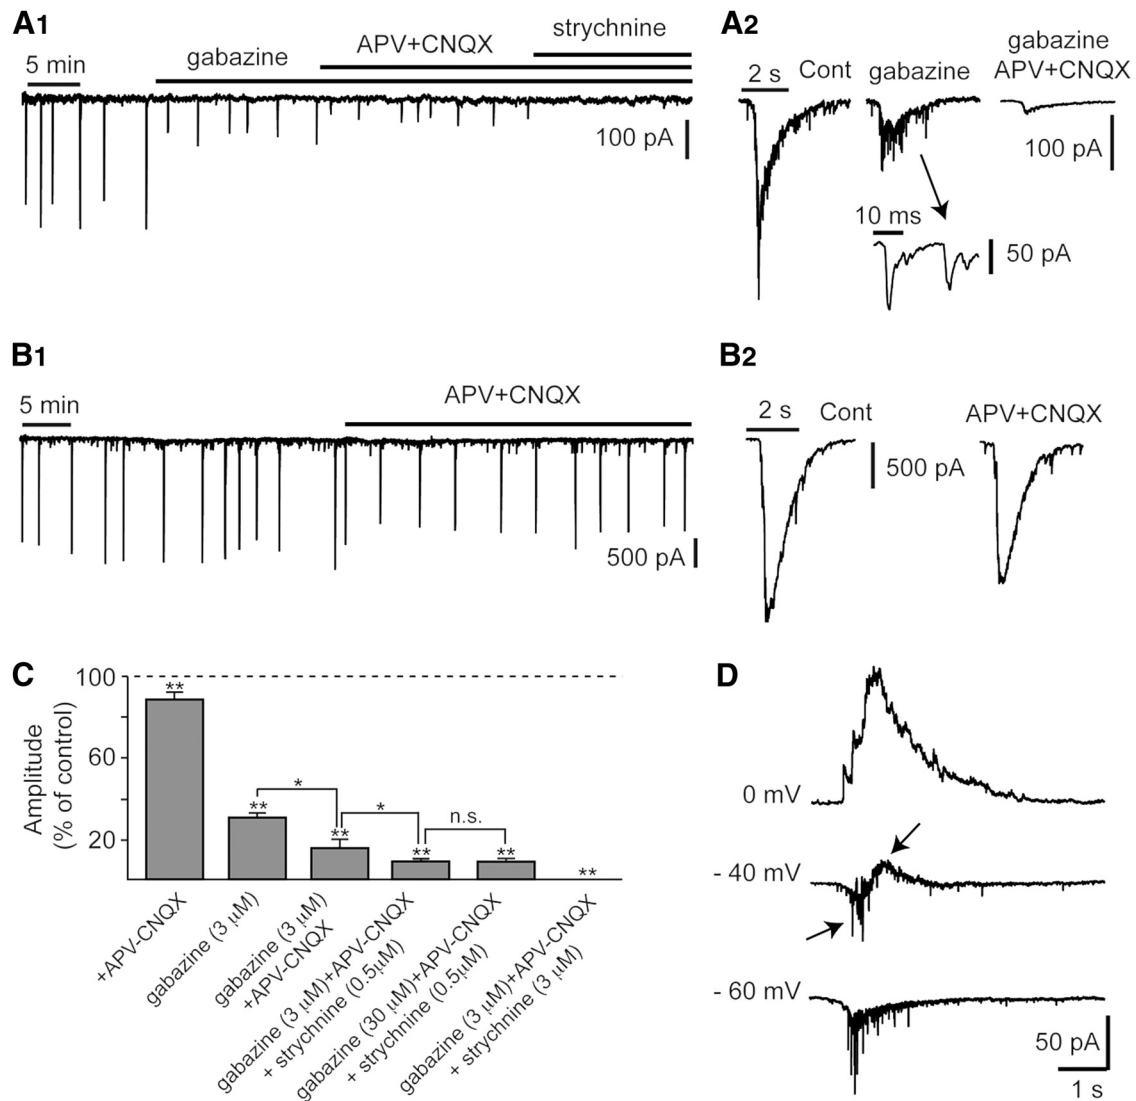 A1
5 min
gabazine
APV+CNQX
strychnine
100 pA
A2
2 s
Cont
gabazine
gabazine
APV+CNQX
100 pA
10 ms
50 pA
B1
5 min
APV+CNQX
500 pA
B2
2 s
Cont
500 pA
APV+CNQX
C
Amplitude
(% of control)
100
60
20
**
**
*
**
*
**
n.s.
**
**
+APV-CNQX
gabazine (3 µM)
gabazine (3 µM)
+APV-CNQX
gabazine (3 µM)+APV-CNQX
+ strychnine (0.5µM)
gabazine (30 µM)+APV-CNQX
+ strychnine (0.5µM)
gabazine (3 µM)+APV-CNQX
+ strychnine (3 µM)
D
0 mV
- 40 mV
- 60 mV
50 pA
1 s